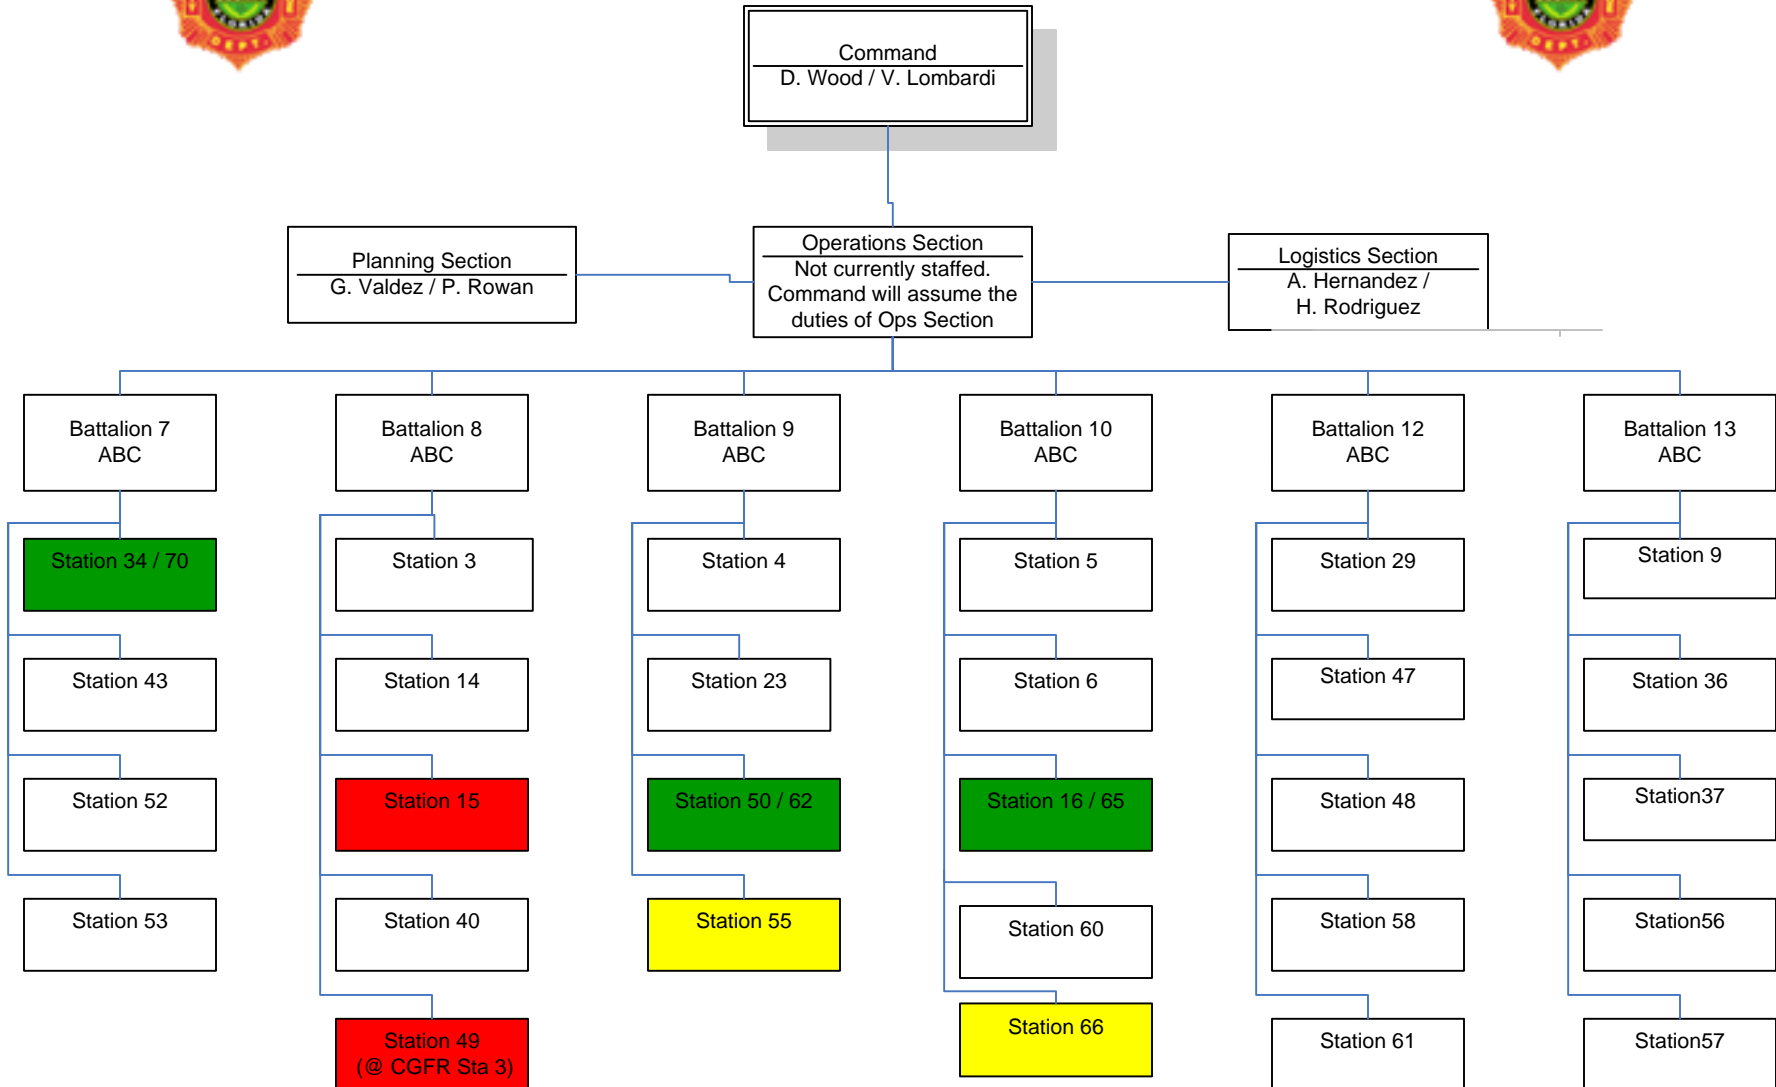 FLORIDA
DEPT.
FLORIDA
DEPT.
Command
D. Wood / V. Lombardi
Planning Section
G. Valdez / P. Rowan
Operations Section
Not currently staffed.
Command will assume the
duties of Ops Section
Logistics Section
A. Hernandez /
H. Rodriguez
Battalion 7
ABC
Battalion 8
ABC
Battalion 9
ABC
Battalion 10
ABC
Battalion 12
ABC
Battalion 13
ABC
Station 34 / 70
Station 3
Station 4
Station 5
Station 29
Station 9
Station 43
Station 14
Station 23
Station 6
Station 47
Station 36
Station 52
Station 15
Station 50 / 62
Station 16 / 65
Station 48
Station37
Station 53
Station 40
Station 55
Station 60
Station 58
Station56
Station 49
(@ CGFR Sta 3)
Station 66
Station 61
Station57